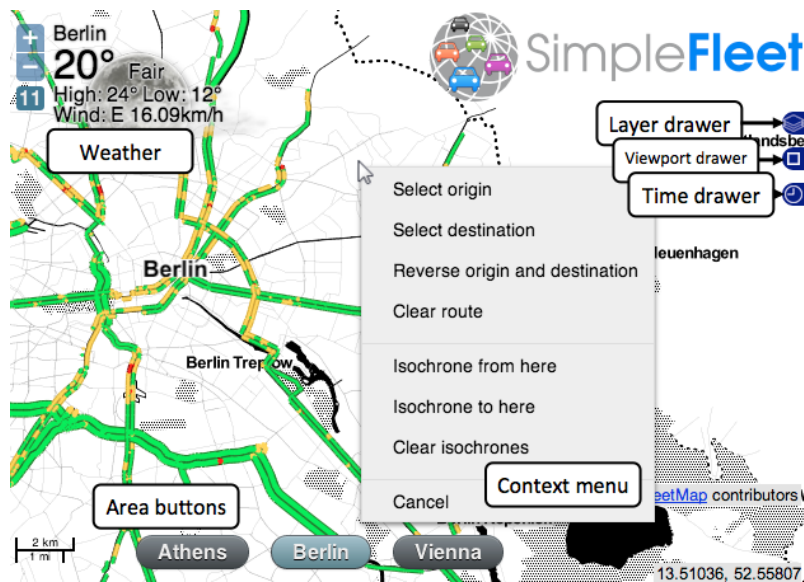 +
−
11
Berlin
20°
Fair
High: 24° Low: 12°
Wind: E 16.09km/h
Weather
SimpleFleet
Layer drawer
Viewport drawer
Time drawer
Select origin
Select destination
Reverse origin and destination
Clear route
Isochrone from here
Isochrone to here
Clear isochrones
Cancel
Context menu
Berlin
Berlin Treptow
Area buttons
2 km
1 mi
Athens
Berlin
Vienna
contributors
13.51036, 52.55807